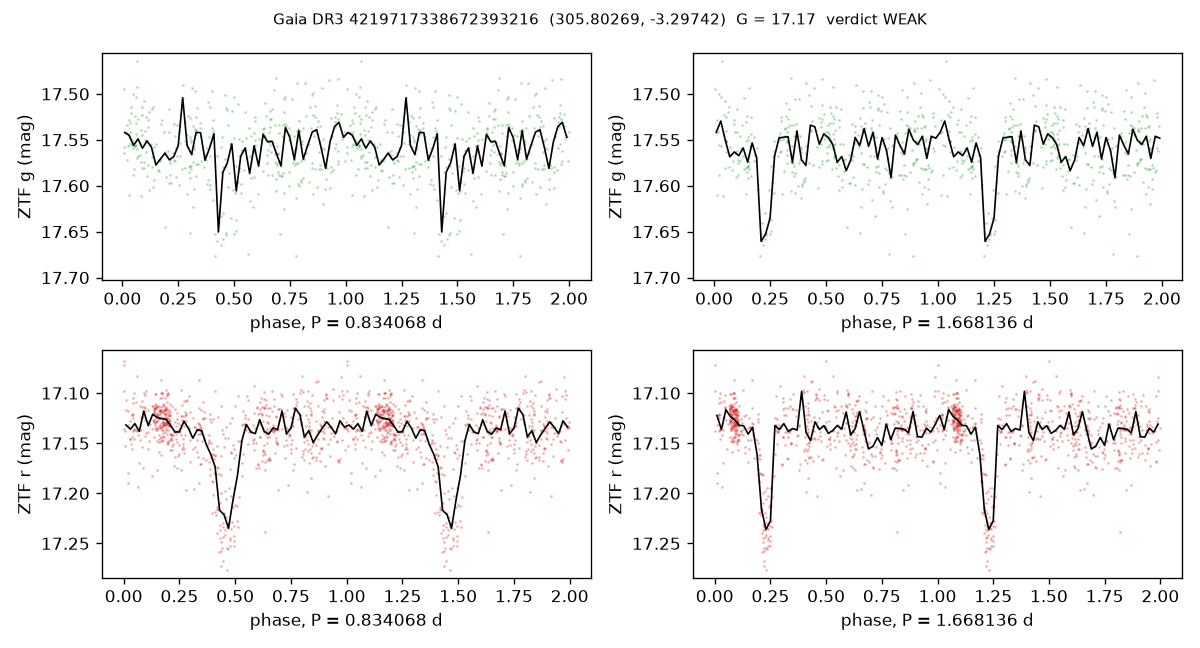 Gaia DR3 4219717338672393216 (305.80269, -3.29742) G = 17.17 verdict WEAK
ZTF g (mag)
17.50
17.55
17.60
17.65
17.70
0.00 0.25 0.50 0.75 1.00 1.25 1.50 1.75 2.00
phase, P = 0.834068 d
ZTF g (mag)
17.50
17.55
17.60
17.65
17.70
0.00 0.25 0.50 0.75 1.00 1.25 1.50 1.75 2.00
phase, P = 1.668136 d
ZTF r (mag)
17.10
17.15
17.20
17.25
0.00 0.25 0.50 0.75 1.00 1.25 1.50 1.75 2.00
phase, P = 0.834068 d
ZTF r (mag)
17.10
17.15
17.20
17.25
0.00 0.25 0.50 0.75 1.00 1.25 1.50 1.75 2.00
phase, P = 1.668136 d